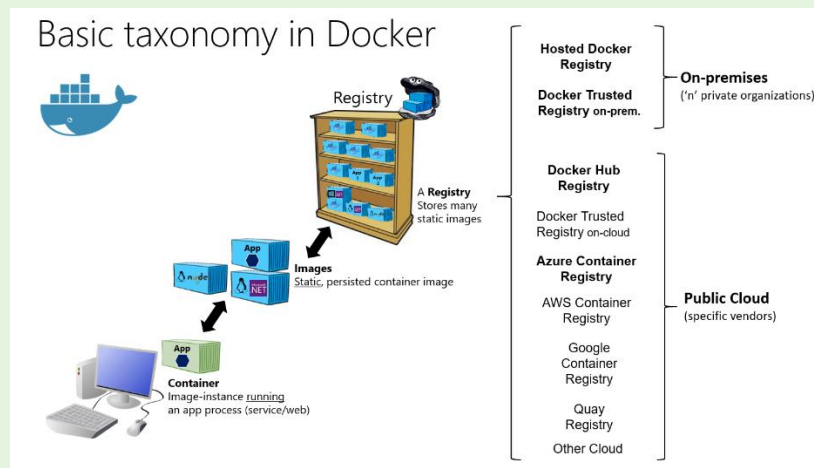 Basic taxonomy in Docker
Registry
A Registry
Stores many
static images
App
node
Microsoft
.NET
Images
Static, persisted container image
App
Container
Image-instance running
an app process (service/web)
Hosted Docker
Registry
Docker Trusted
Registry on-prem.
On-premises
('n' private organizations)
Docker Hub
Registry
Docker Trusted
Registry on-cloud
Azure Container
Registry
AWS Container
Registry
Google
Container
Registry
Quay
Registry
Other Cloud
Public Cloud
(specific vendors)